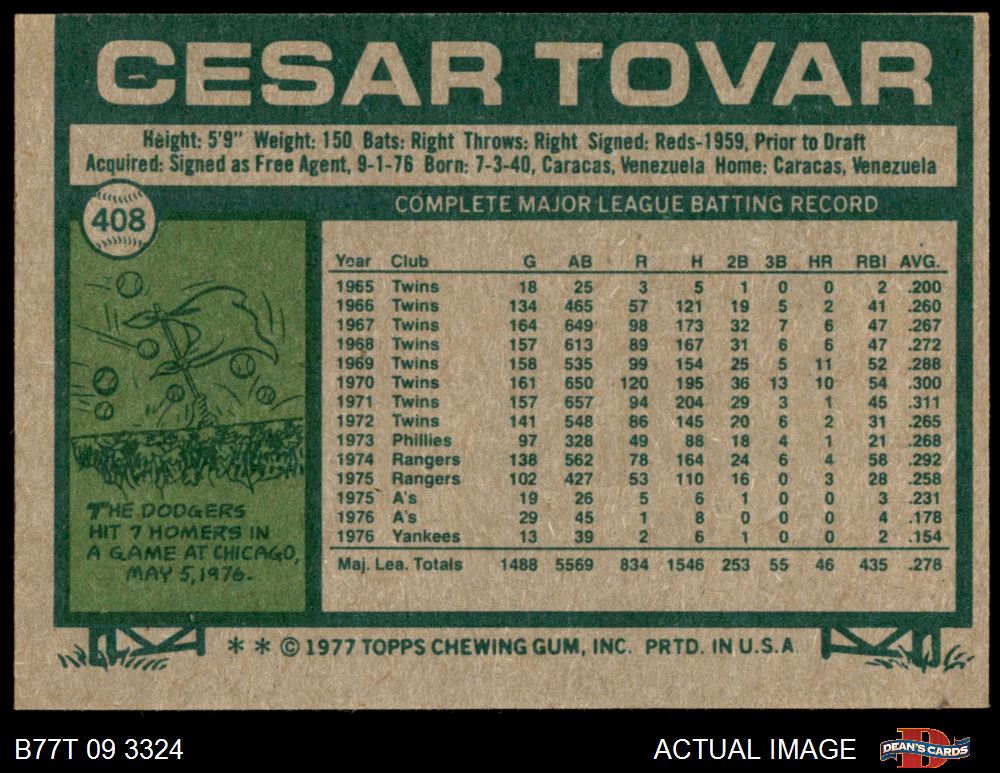 CESAR TOVAR
Height: 5'9" Weight: 150 Bats: Right Throws: Right Signed: Reds-1959, Prior to Draft
Acquired: Signed as Free Agent, 9-1-76 Born: 7-3-40, Caracas, Venezuela Home: Caracas, Venezuela
408
COMPLETE MAJOR LEAGUE BATTING RECORD
Year Club G AB R H 2B 3B HR RBI AVG.
1965 Twins 18 25 3 5 1 0 0 2 .200
1966 Twins 134 465 57 121 19 5 2 41 .260
1967 Twins 164 649 98 173 32 7 6 47 .267
1968 Twins 157 613 89 167 31 6 6 47 .272
1969 Twins 158 535 99 154 25 5 11 52 .288
1970 Twins 161 650 120 195 36 13 10 54 .300
1971 Twins 157 657 94 204 29 3 1 45 .311
1972 Twins 141 548 86 145 20 6 2 31 .265
1973 Phillies 97 328 49 88 18 4 1 21 .268
1974 Rangers 138 562 78 164 24 6 4 58 .292
1975 Rangers 102 427 53 110 16 0 3 28 .258
1975 A's 19 26 5 6 1 0 0 3 .231
1976 A's 29 45 1 8 0 0 0 4 .178
1976 Yankees 13 39 2 6 1 0 0 2 .154
Maj. Lea. Totals 1488 5569 834 1546 253 55 46 435 .278
THE DODGERS
HIT 7 HOMERS IN
A GAME AT CHICAGO,
MAY 5, 1976.
* * © 1977 TOPPS CHEWING GUM, INC. PRTD. IN U.S.A.
B77T 09 3324
ACTUAL IMAGE
DEAN'S CARDS